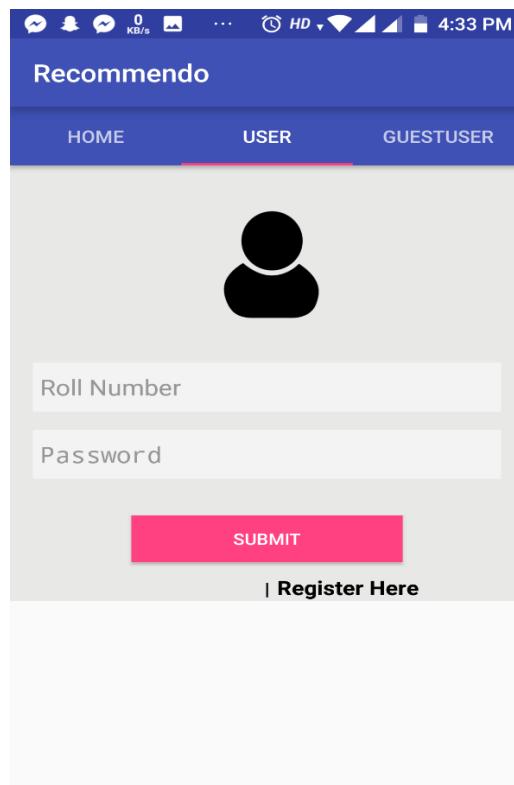 0 KB/s ... HD 4:33 PM
Recommendo
HOME USER GUESTUSER
Roll Number
Password
SUBMIT
| Register Here